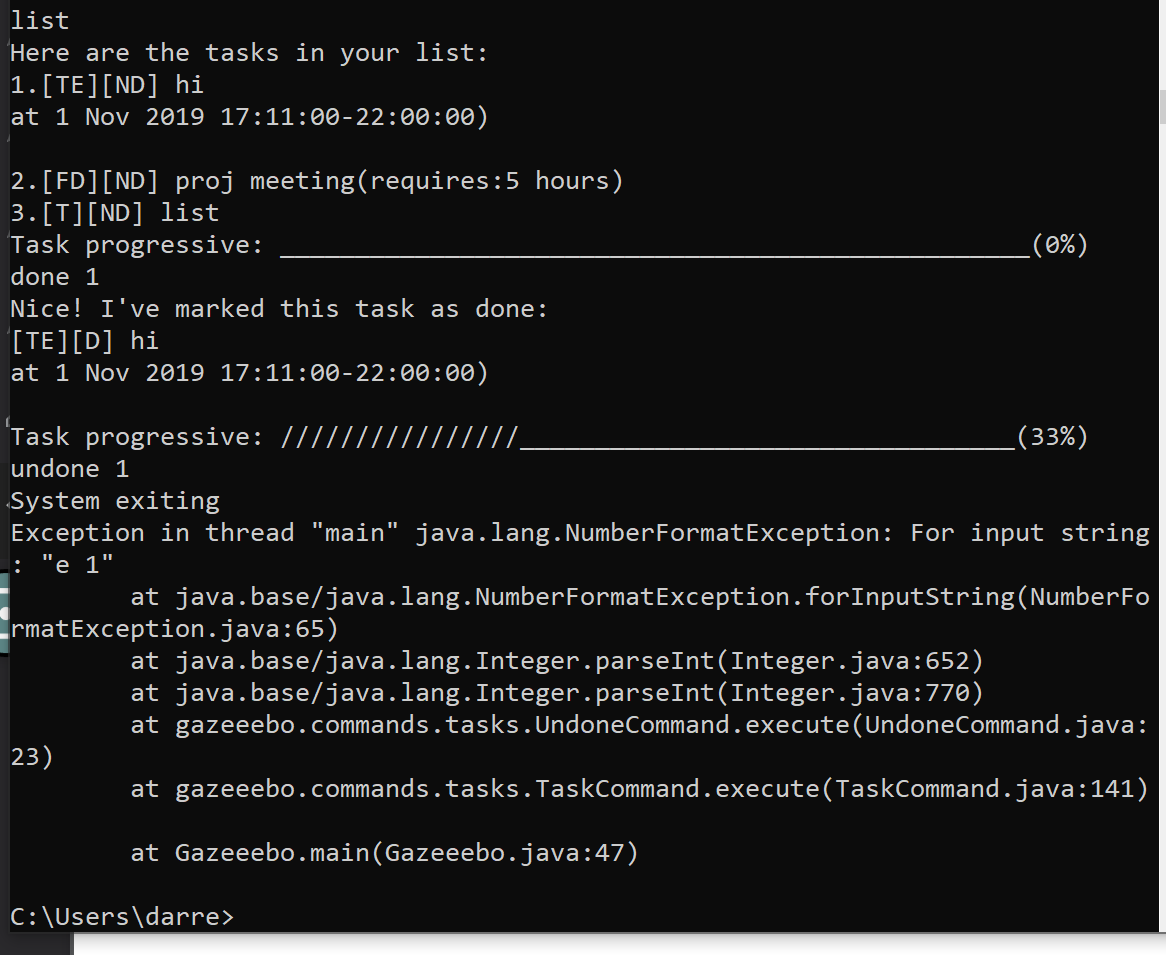 list
Here are the tasks in your list:
1.[TE][ND] hi
at 1 Nov 2019 17:11:00-22:00:00)
2.[FD][ND] proj meeting(requires:5 hours)
3.[T][ND] list
Task progressive: __________________________________________________(0%)
done 1
Nice! I've marked this task as done:
[TE][D] hi
at 1 Nov 2019 17:11:00-22:00:00)
Task progressive: ////////////////_________________________________(33%)
undone 1
System exiting
Exception in thread "main" java.lang.NumberFormatException: For input string
: "e 1"
at java.base/java.lang.NumberFormatException.forInputString(NumberFo
rmatException.java:65)
at java.base/java.lang.Integer.parseInt(Integer.java:652)
at java.base/java.lang.Integer.parseInt(Integer.java:770)
at gazeeebo.commands.tasks.UndoneCommand.execute(UndoneCommand.java:
23)
at gazeeebo.commands.tasks.TaskCommand.execute(TaskCommand.java:141)
at Gazeeebo.main(Gazeeebo.java:47)
C:\Users\darre>